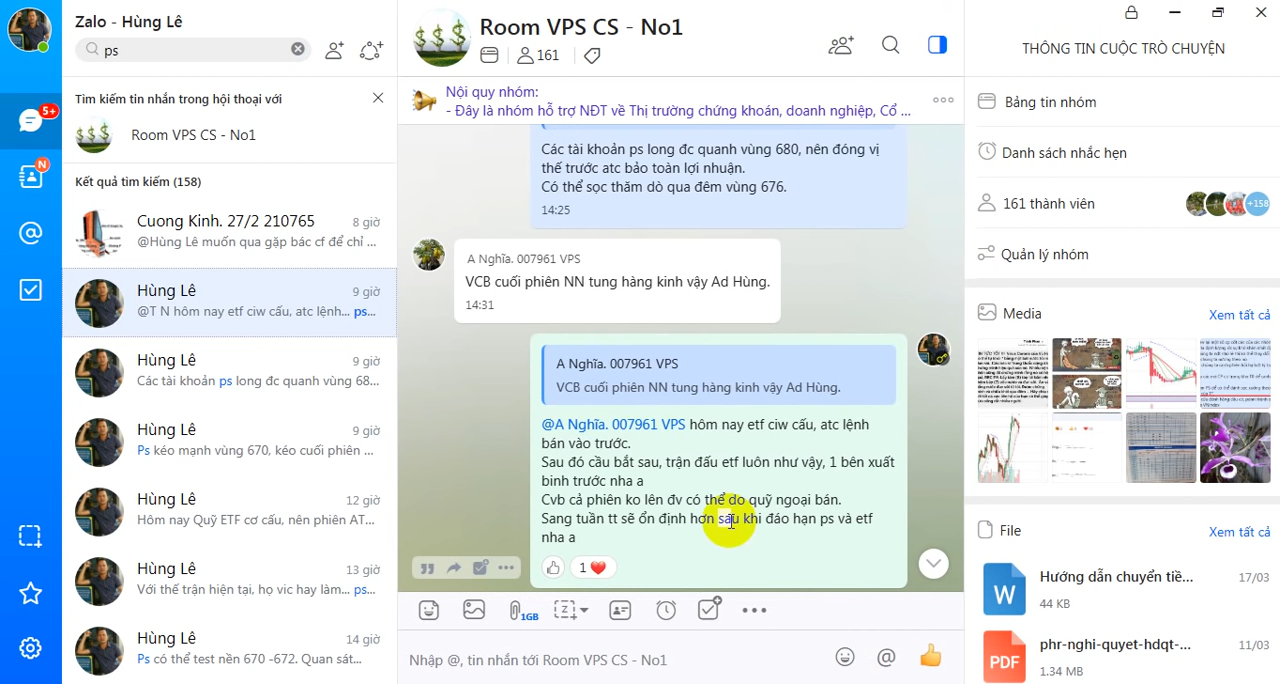 Zalo - Hùng Lê
ps
Tìm kiếm tin nhắn trong hội thoại với
Room VPS CS - No1
Kết quả tìm kiếm (158)
Cuong Kinh. 27/2 210765
8 giờ
@Hùng Lê muốn qua gặp bác cf để chỉ ...
Hùng Lê
9 giờ
@T N hôm nay etf ciw cấu, atc lệnh... ps...
Hùng Lê
9 giờ
Các tài khoản ps long đc quanh vùng 68...
Hùng Lê
9 giờ
Ps kéo mạnh vùng 670, kéo cuối phiên ...
Hùng Lê
12 giờ
Hôm nay Quỹ ETF cơ cấu, nên phiên AT...
Hùng Lê
13 giờ
Với thế trận hiện tại, họ vic hay làm... ps...
Hùng Lê
14 giờ
Ps có thể test nền 670 -672. Quan sát...
5+
N
Room VPS CS - No1
161
Nội quy nhóm:
- Đây là nhóm hỗ trợ NĐT về Thị trường chứng khoán, doanh nghiệp, Cổ ...
Các tài khoản ps long đc quanh vùng 680, nên đóng vị
thế trước atc bảo toàn lợi nhuận.
Có thể sọc thăm dò qua đêm vùng 676.
14:25
A Nghĩa. 007961 VPS
VCB cuối phiên NN tung hàng kinh vậy Ad Hùng.
14:31
A Nghĩa. 007961 VPS
VCB cuối phiên NN tung hàng kinh vậy Ad Hùng.
@A Nghĩa. 007961 VPS hôm nay etf ciw cấu, atc lệnh
bán vào trước.
Sau đó cầu bắt sau, trận đấu etf luôn như vậy, 1 bên xuất
binh trước nha a
Cvb cả phiên ko lên đv có thể do quỹ ngoại bán.
Sang tuần tt sẽ ổn định hơn sau khi đáo hạn ps và etf
nha a
1
1GB
Nhập @, tin nhắn tới Room VPS CS - No1
THÔNG TIN CUỘC TRÒ CHUYỆN
Bảng tin nhóm
Danh sách nhắc hẹn
161 thành viên
+158
Quản lý nhóm
Media
Xem tất cả
File
Xem tất cả
W
Hướng dẫn chuyển tiề...
17/03
44 KB
PDF
phr-nghi-quyet-hdqt-...
11/03
1.34 MB